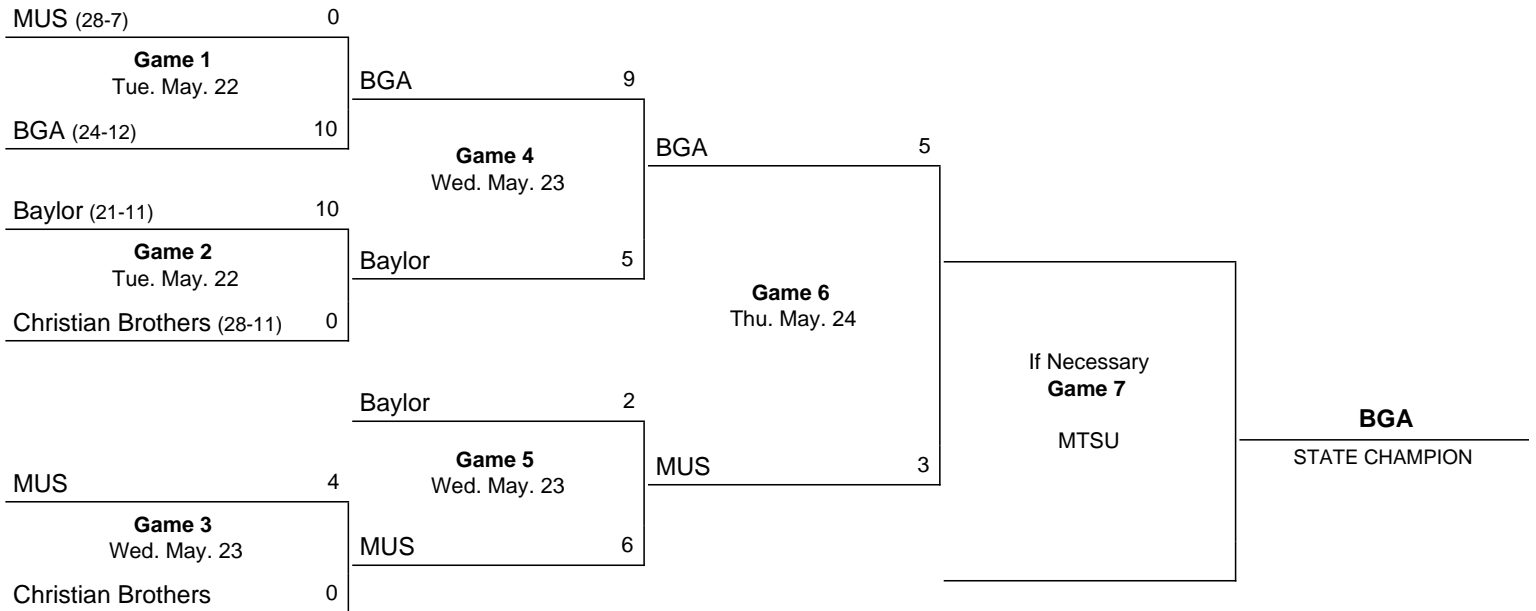 MUS (28-7) 0
Game 1
Tue. May. 22
BGA (24-12) 10
Baylor (21-11) 10
Game 2
Tue. May. 22
Christian Brothers (28-11) 0
MUS 4
Game 3
Wed. May. 23
Christian Brothers 0
BGA 9
Game 4
Wed. May. 23
Baylor 5
Baylor 2
Game 5
Wed. May. 23
MUS 6
BGA 5
Game 6
Thu. May. 24
MUS 3
If Necessary
Game 7
MTSU
BGA
STATE CHAMPION